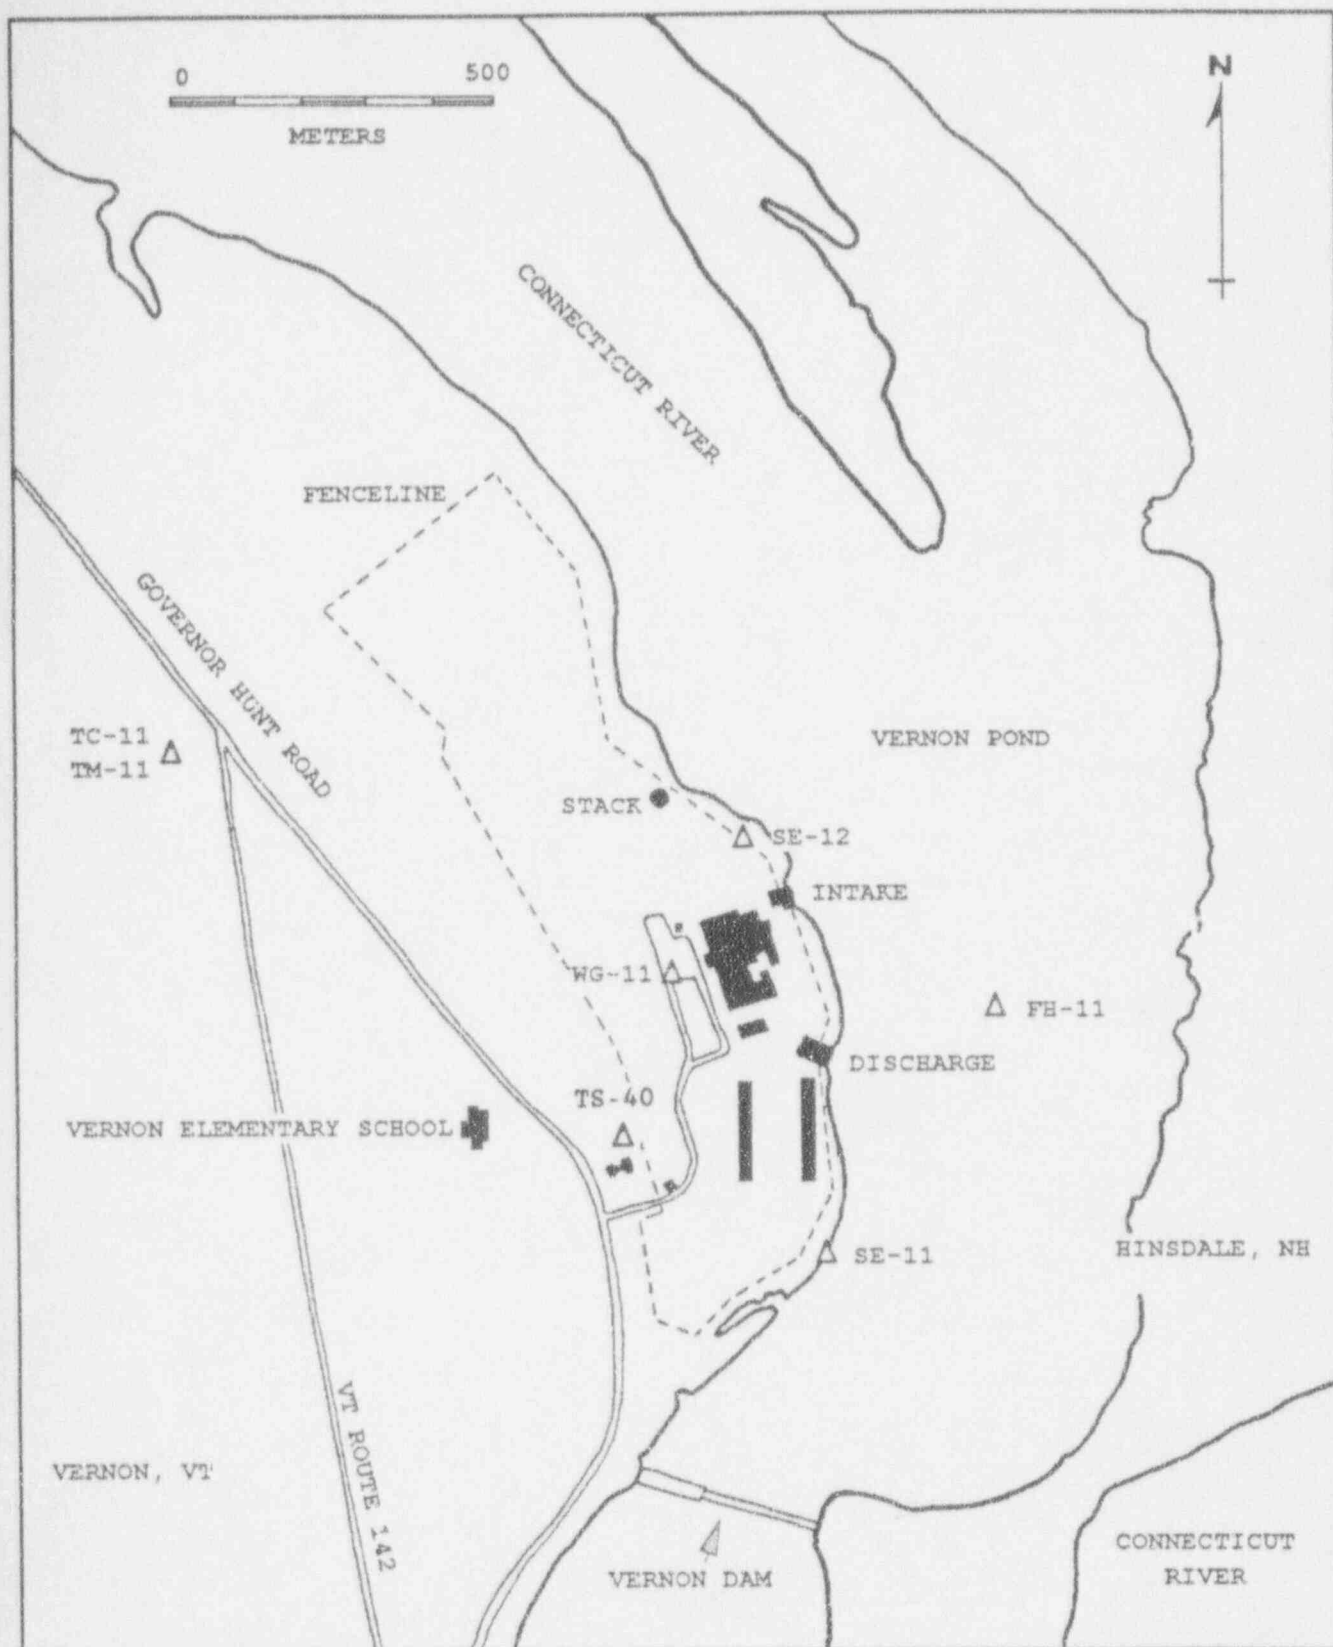 0 500
METERS
N
CONNECTICUT RIVER
FENCELINE
GOVERNOR HUNT ROAD
TC-11
TM-11
VERNON POND
STACK
SE-12
INTAKE
WG-11
FH-11
DISCHARGE
TS-40
VERNON ELEMENTARY SCHOOL
HINSDALE, NH
SE-11
VT ROUTE 142
VERNON, VT
VERNON DAM
CONNECTICUT
RIVER